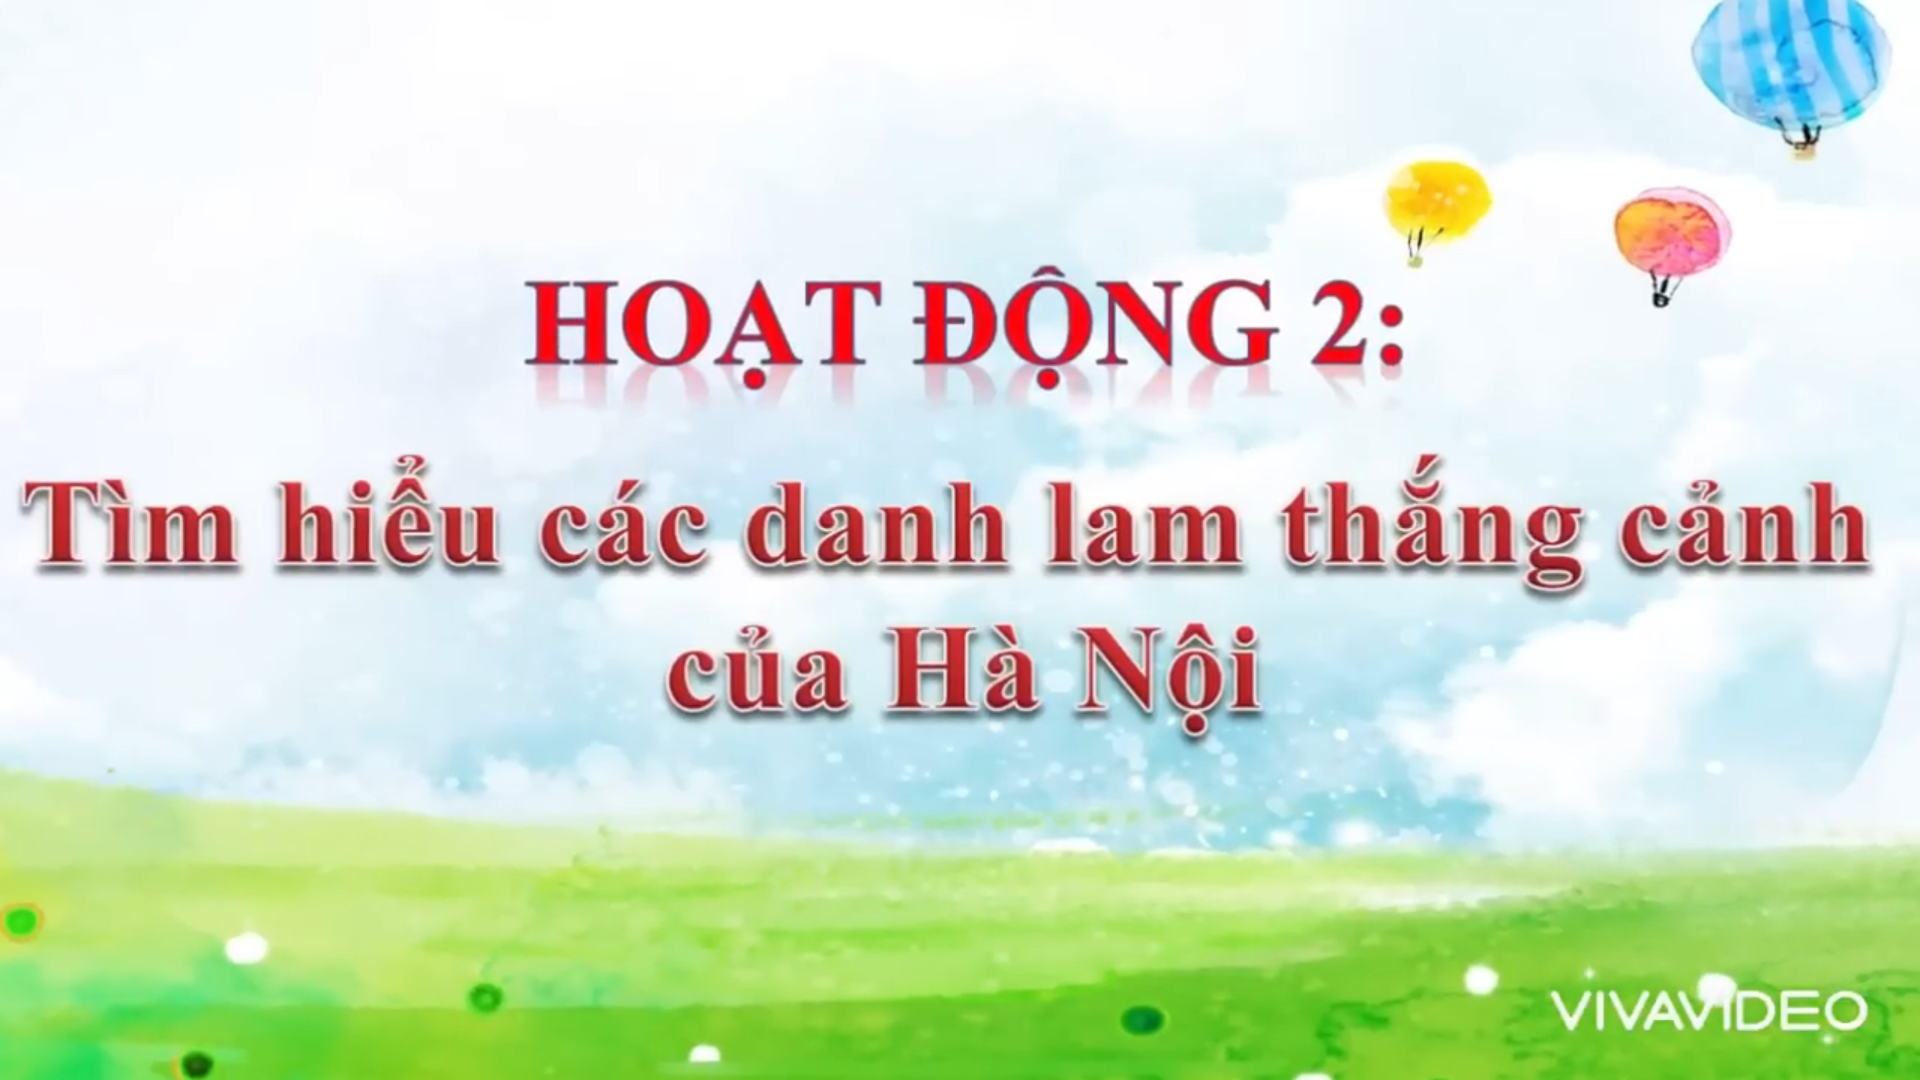 HOẠT ĐỘNG 2:
Tìm hiểu các danh lam thắng cảnh
của Hà Nội
VIVAVIDEO